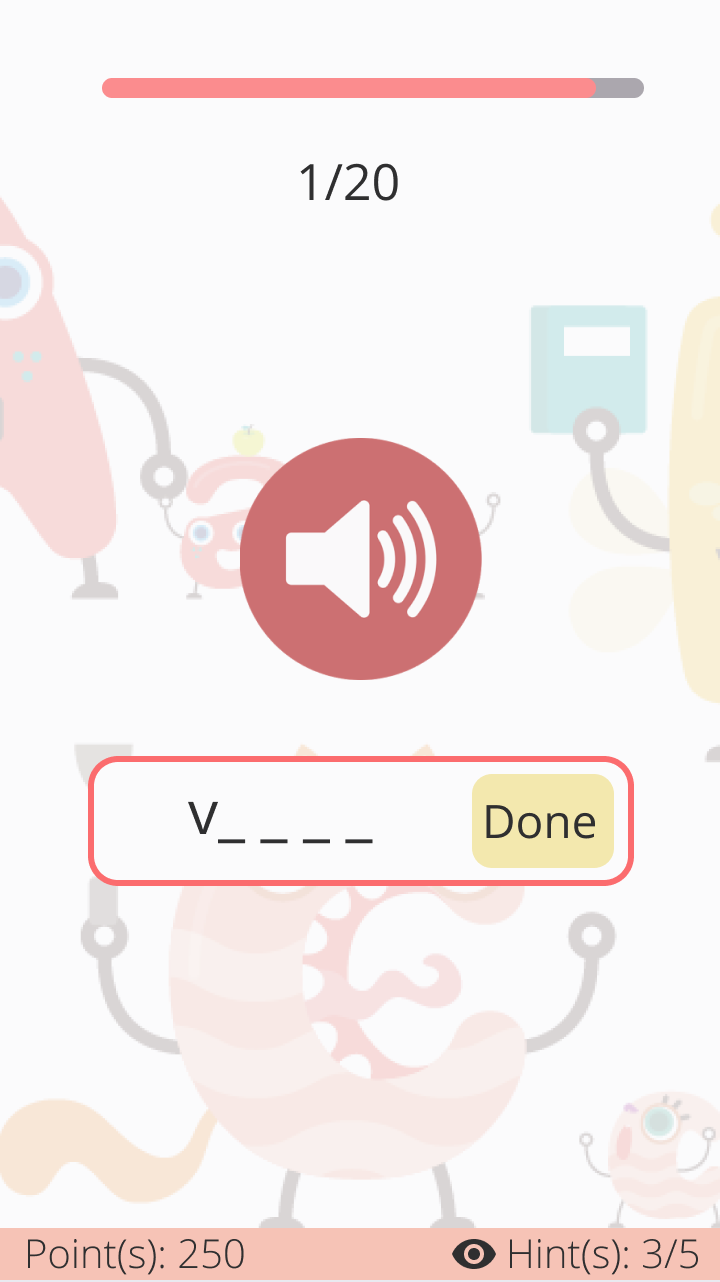 1/20
V_ _ _ _
Done
Point(s): 250
Hint(s): 3/5